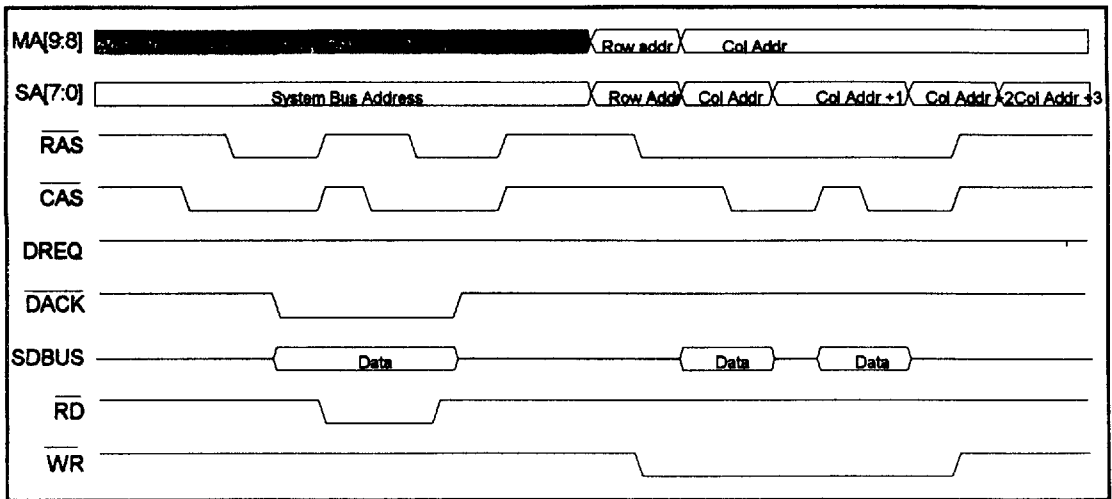 MA[9:8] Row addr Col Addr
SA[7:0] System Bus Address Row Addr Col Addr Col Addr +1 Col Addr +2 Col Addr +3
RAS
CAS
DREQ
DACK
SDBUS Data Data Data
RD
WR